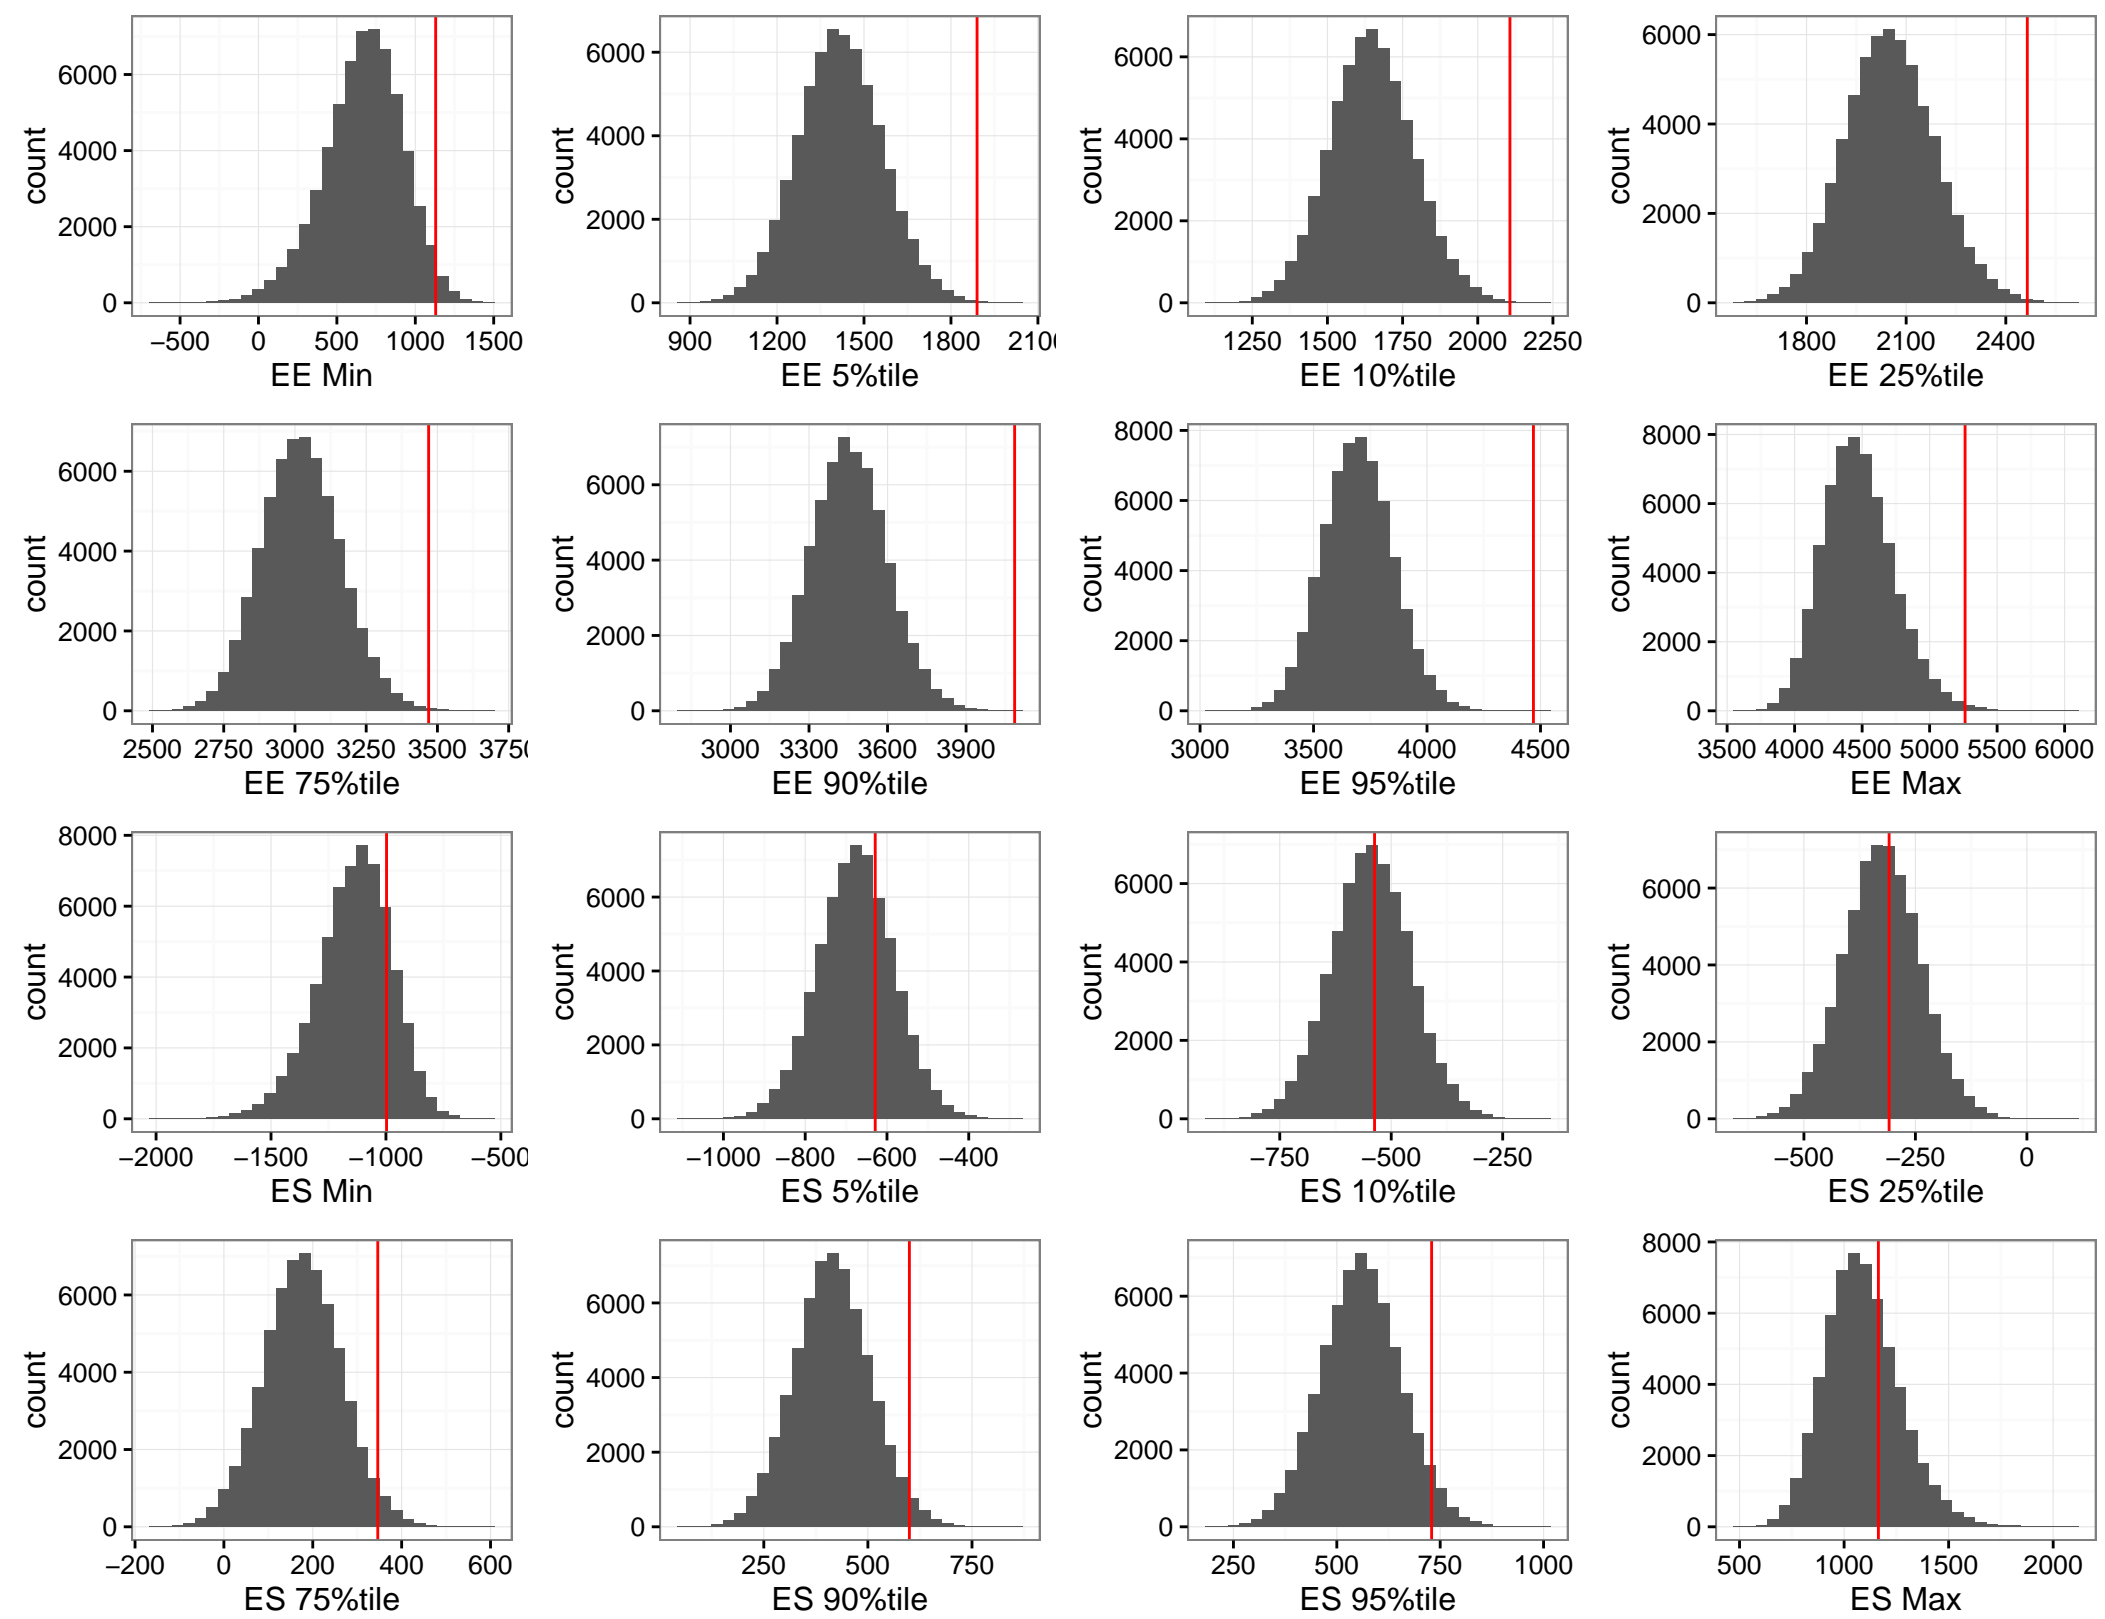 count
6000
4000
2000
0
−500 0 500 1000 1500
EE Min
count
6000
4000
2000
0
900 1200 1500 1800 210
EE 5%tile
count
6000
4000
2000
0
1250 1500 1750 2000 2250
EE 10%tile
count
6000
4000
2000
0
1800 2100 2400
EE 25%tile
count
6000
4000
2000
0
2500 2750 3000 3250 3500 375
EE 75%tile
count
6000
4000
2000
0
3000 3300 3600 3900
EE 90%tile
count
8000
6000
4000
2000
0
3000 3500 4000 4500
EE 95%tile
count
8000
6000
4000
2000
0
3500 4000 4500 5000 5500 6000
EE Max
count
8000
6000
4000
2000
0
−2000 −1500 −1000 −500
ES Min
count
6000
4000
2000
0
−1000 −800 −600 −400
ES 5%tile
count
6000
4000
2000
0
−750 −500 −250
ES 10%tile
count
6000
4000
2000
0
−500 −250 0
ES 25%tile
count
6000
4000
2000
0
−200 0 200 400 600
ES 75%tile
count
6000
4000
2000
0
250 500 750
ES 90%tile
count
6000
4000
2000
0
250 500 750 1000
ES 95%tile
count
8000
6000
4000
2000
0
500 1000 1500 2000
ES Max